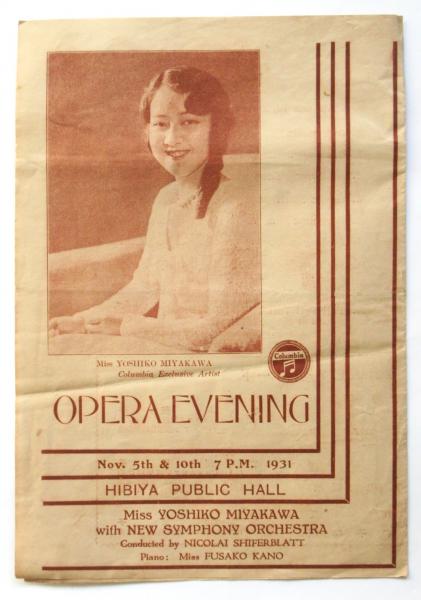 Miss YOSHIKO MIYAKAWA
Columbia Exclusive Artist
Columbia
OPERA EVENING
Nov. 5th & 10th 7 P.M. 1931
HIBIYA PUBLIC HALL
Miss YOSHIKO MIYAKAWA
with NEW SYMPHONY ORCHESTRA
Conducted by NICOLAI SHIFERBLATT
Piano: Miss FUSAKO KANO